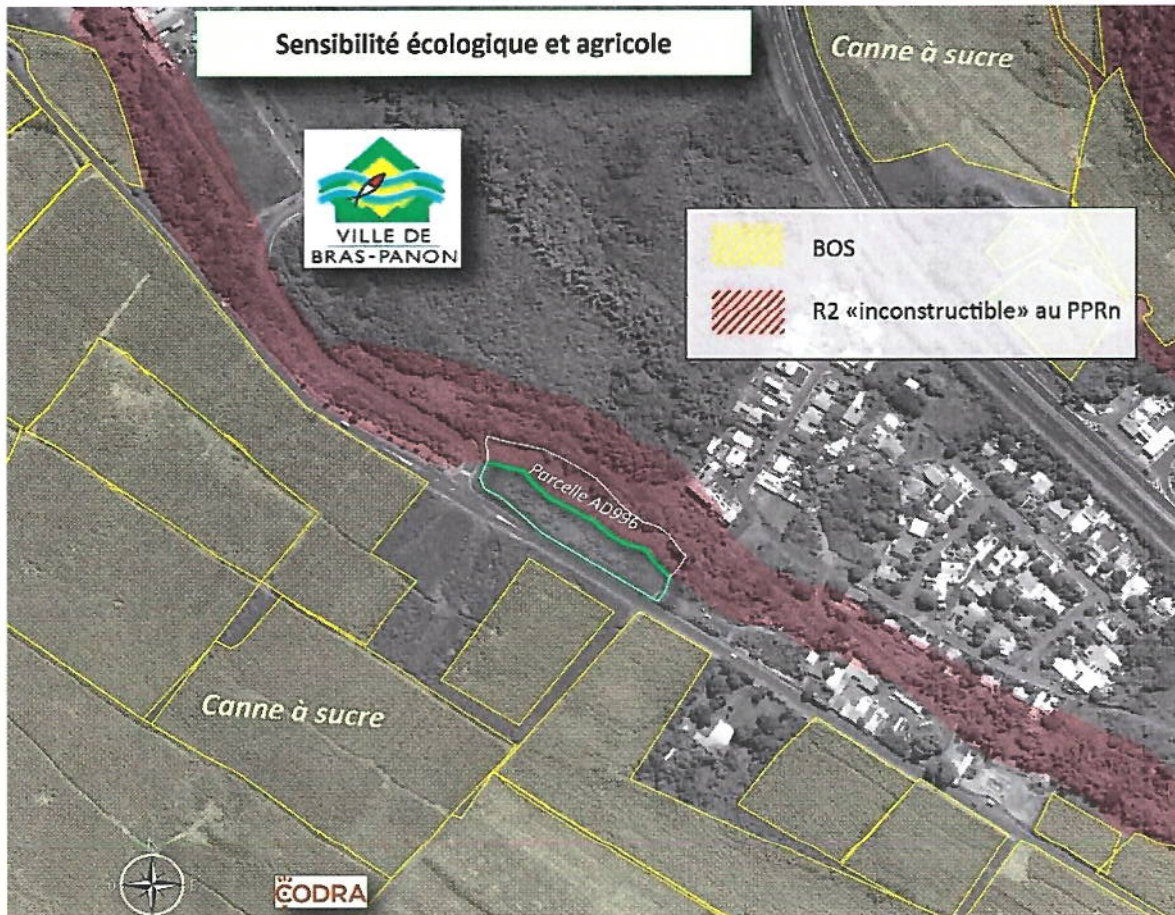 Sensibilité écologique et agricole
Canne à sucre
VILLE DE
BRAS-PANON
BOS
R2 «inconstructible» au PPRn
Parcelle AD996
Canne à sucre
CODRA